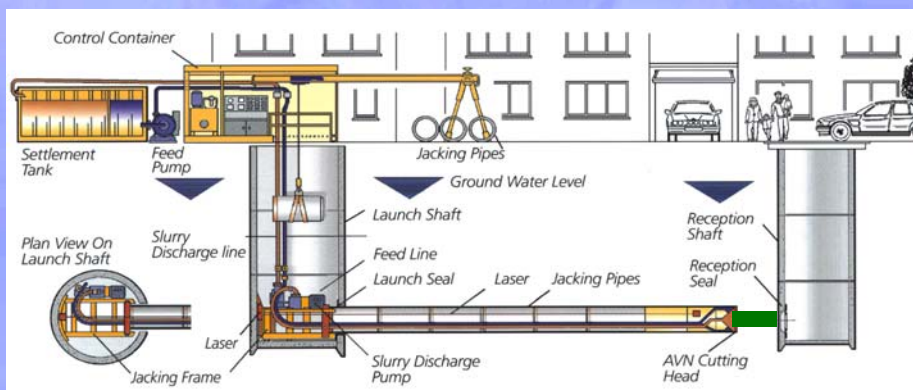 Control Container
Settlement
Tank
Feed
Pump
Jacking Pipes
Ground Water Level
Plan View On
Launch Shaft
Slurry
Discharge line
Launch Shaft
Feed Line
Launch Seal
Laser
Jacking Pipes
Reception
Shaft
Reception
Seal
Laser
Jacking Frame
Slurry Discharge
Pump
AVN Cutting
Head